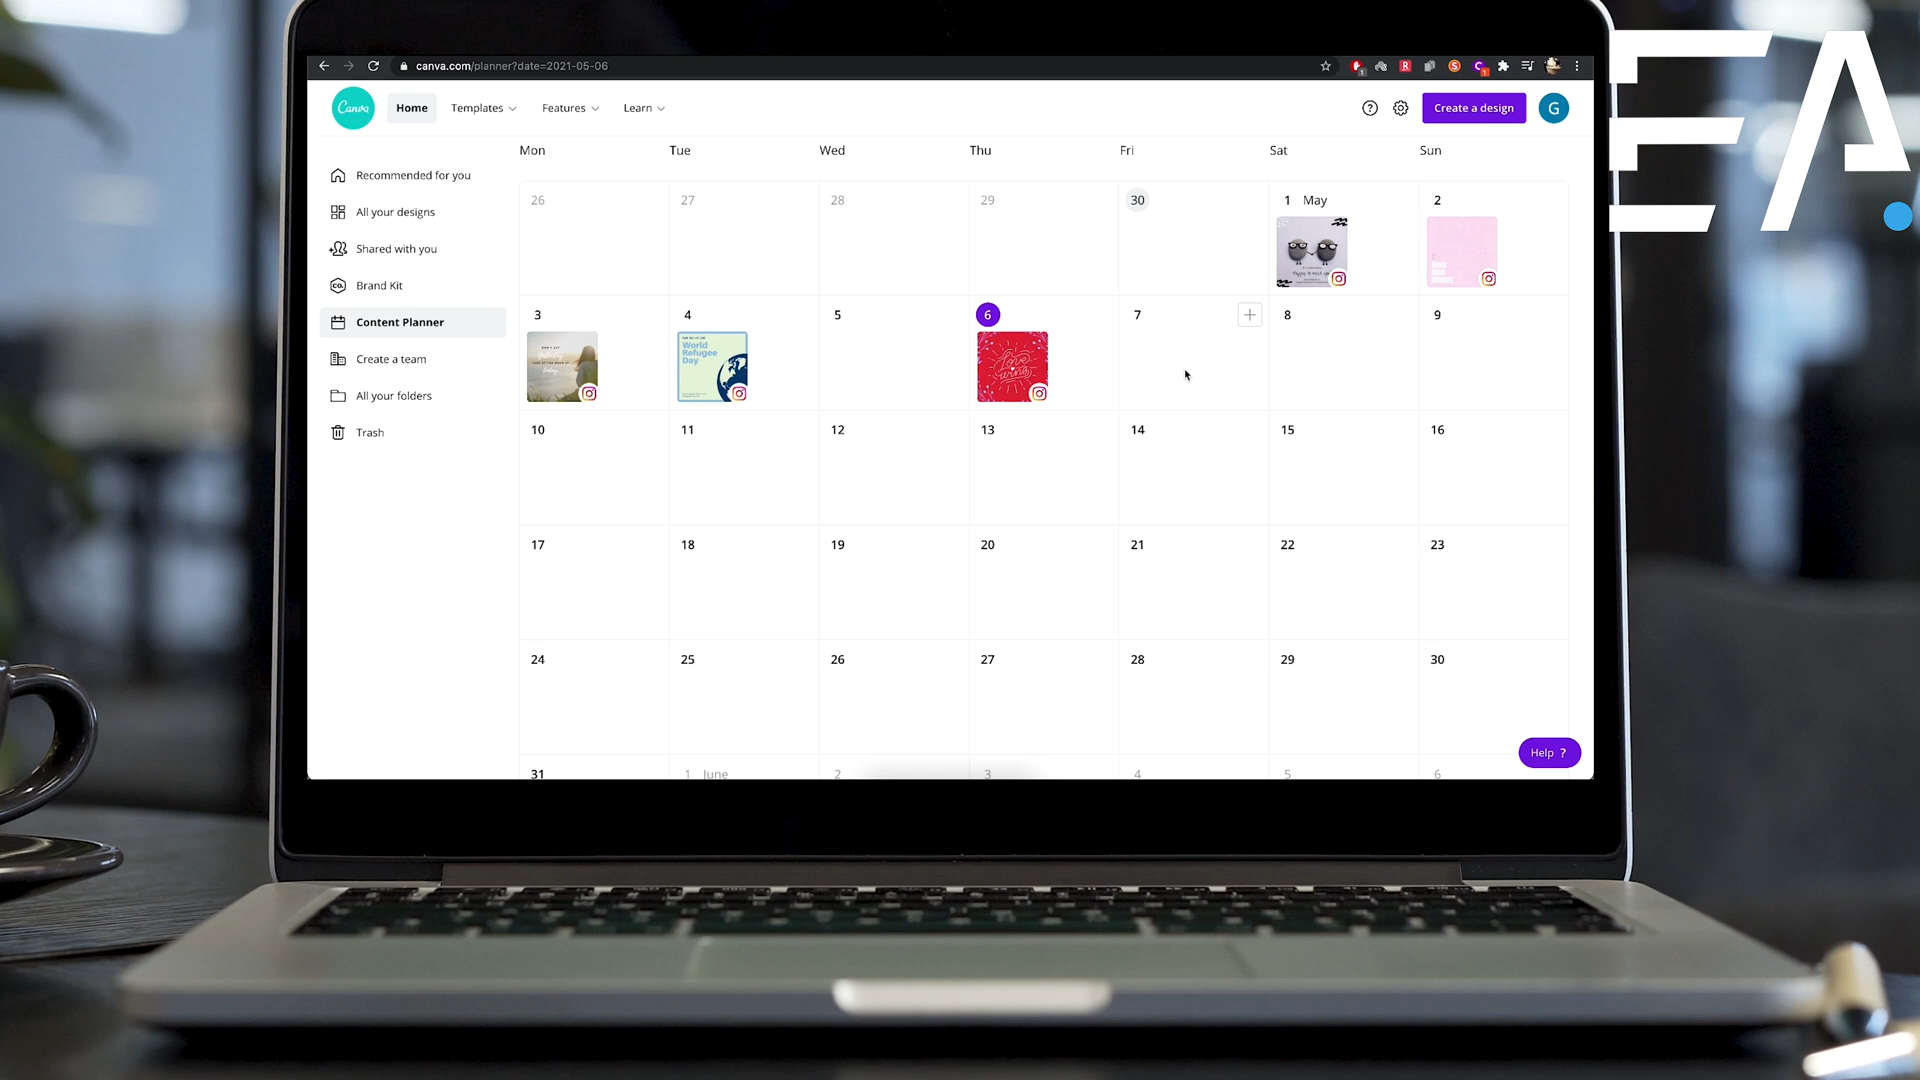 canva.com/planner?date=2021-05-06
EA.
Canva
Home
Templates
Features
Learn
Create a design
G
Mon Tue Wed Thu Fri Sat Sun
Recommended for you
All your designs
Shared with you
Brand Kit
Content Planner
Create a team
All your folders
Trash
26 27 28 29 30 1 May 2
3 4 5 6 7 8 9
World
Refugee
Day
Love
wins
10 11 12 13 14 15 16
17 18 19 20 21 22 23
24 25 26 27 28 29 30
31 1 June 2 3 4 5 6
Help ?